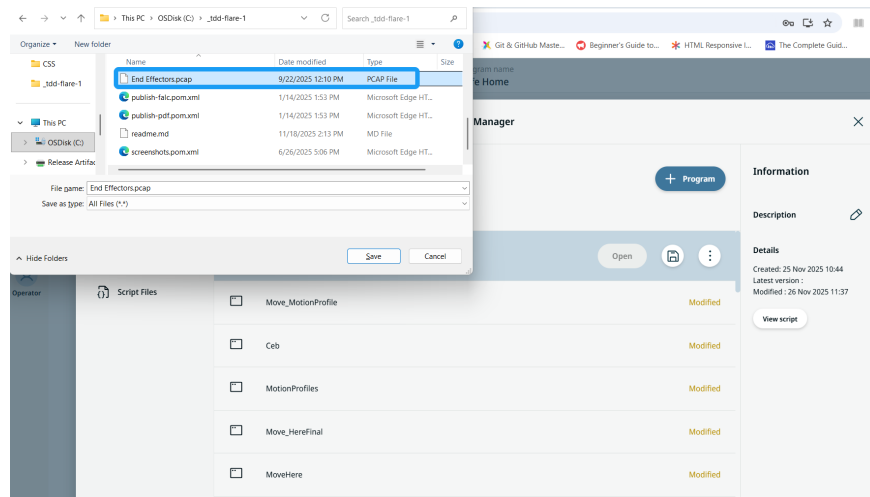 This PC > OSDisk (C:) > _tdd-flare-1
Search _tdd-flare-1
Organize
New folder
Name
Date modified
Type
Size
CSS
_tdd-flare-1
This PC
OSDisk (C:)
Release Artifac
End Effectors.pcap 9/22/2025 12:10 PM PCAP File
publish-falc.pom.xml 1/14/2025 1:53 PM Microsoft Edge HT...
publish-pdf.pom.xml 1/14/2025 1:53 PM Microsoft Edge HT...
readme.md 11/18/2025 2:13 PM MD File
screenshots.pom.xml 6/26/2025 5:06 PM Microsoft Edge HT...
File name: End Effectors.pcap
Save as type: All Files (*.*)
Hide Folders
Save
Cancel
Git & GitHub Maste...
Beginner's Guide to...
HTML Responsive l...
The Complete Guid...
gram name
e Home
Manager
+ Program
Open
Operator
{} Script Files
Move_MotionProfile Modified
Ceb Modified
MotionProfiles Modified
Move_HereFinal Modified
MoveHere Modified
Information
Description
Details
Created: 25 Nov 2025 10:44
Latest version :
Modified : 26 Nov 2025 11:37
View script